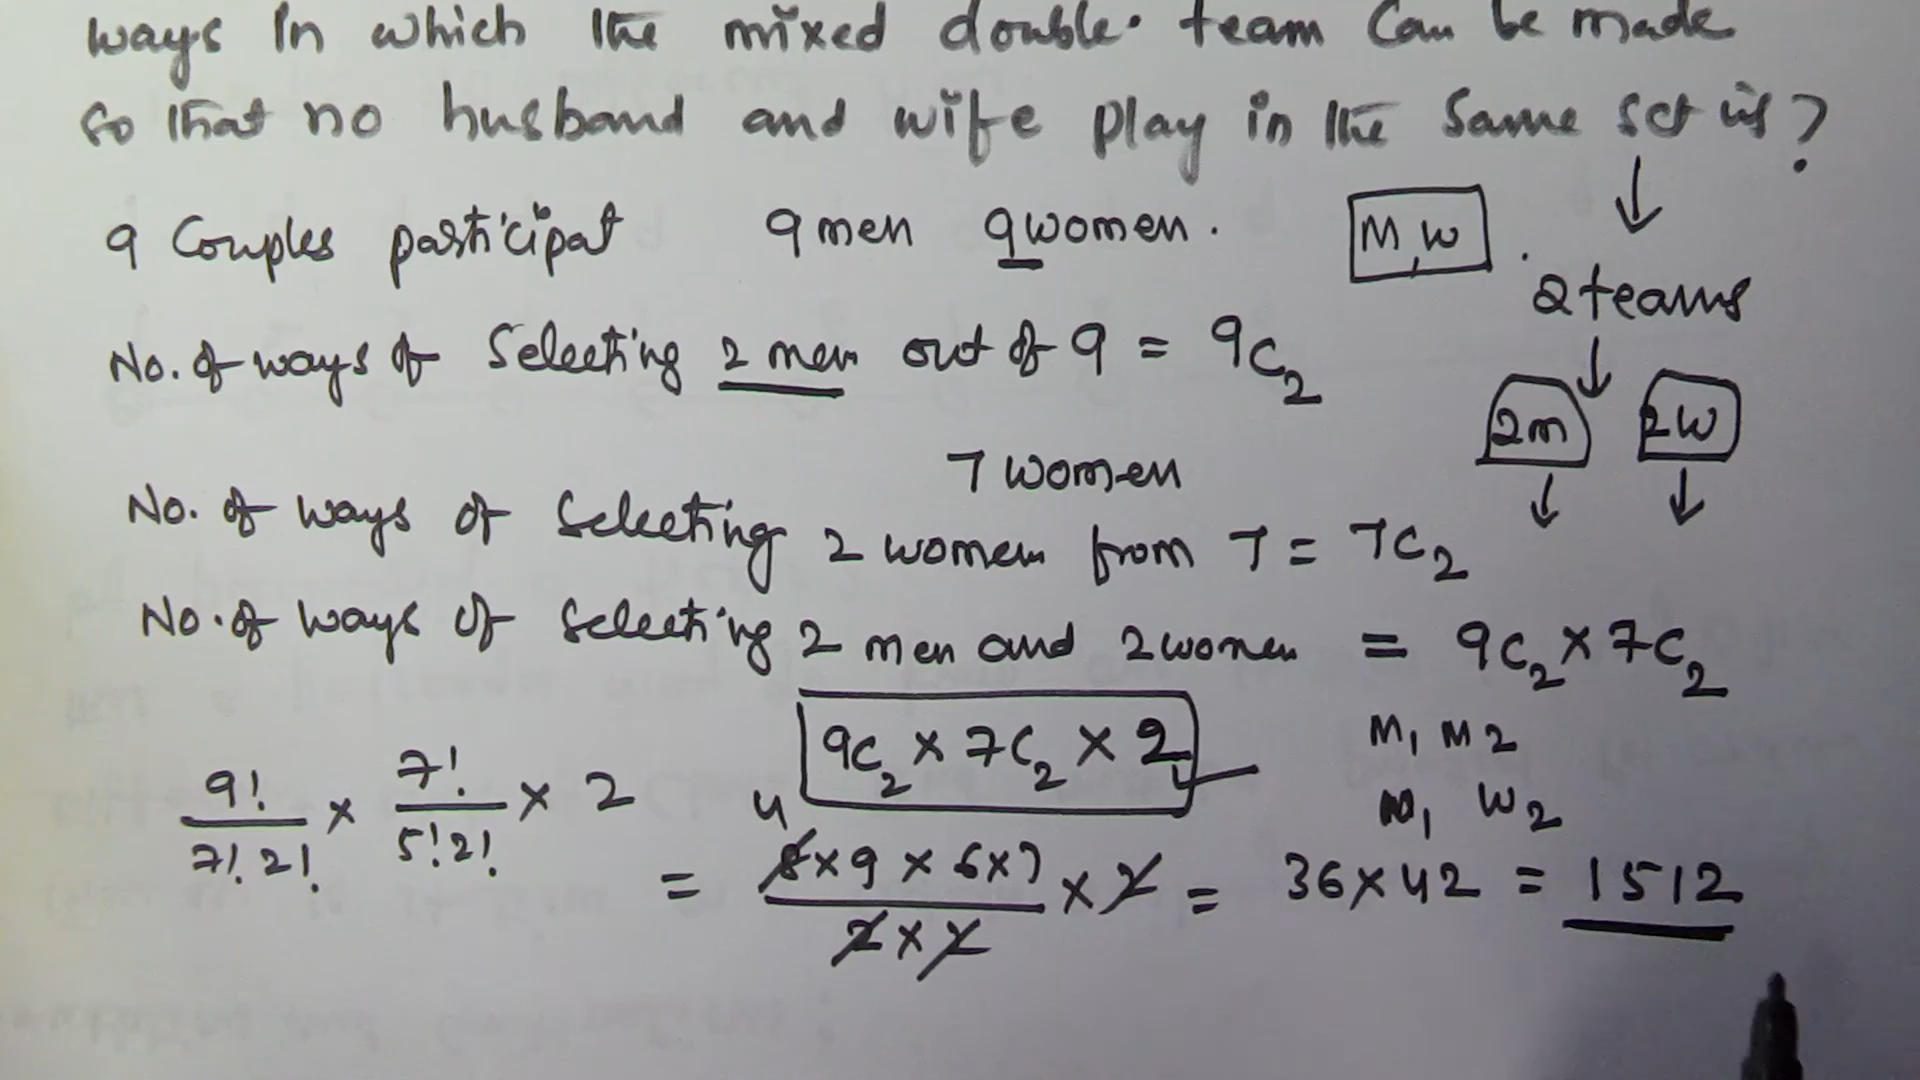 ways in which the mixed double team can be made
so that no husband and wife play in the same set is?
9 couples participat 9 men 9 women. M, W
2 teams
No. of ways of selecting 2 men out of 9 = 9C2
2m 2W
7 women
No. of ways of selecting 2 women from 7 = 7C2
No. of ways of selecting 2 men and 2 women = 9C2 × 7C2
9C2 × 7C2 × 2
M1 M2
W1 W2
9!/7! 2! × 7!/5! 2! × 2
4
= 8×9×6×7/2×2 × 2 = 36×42 = 1512